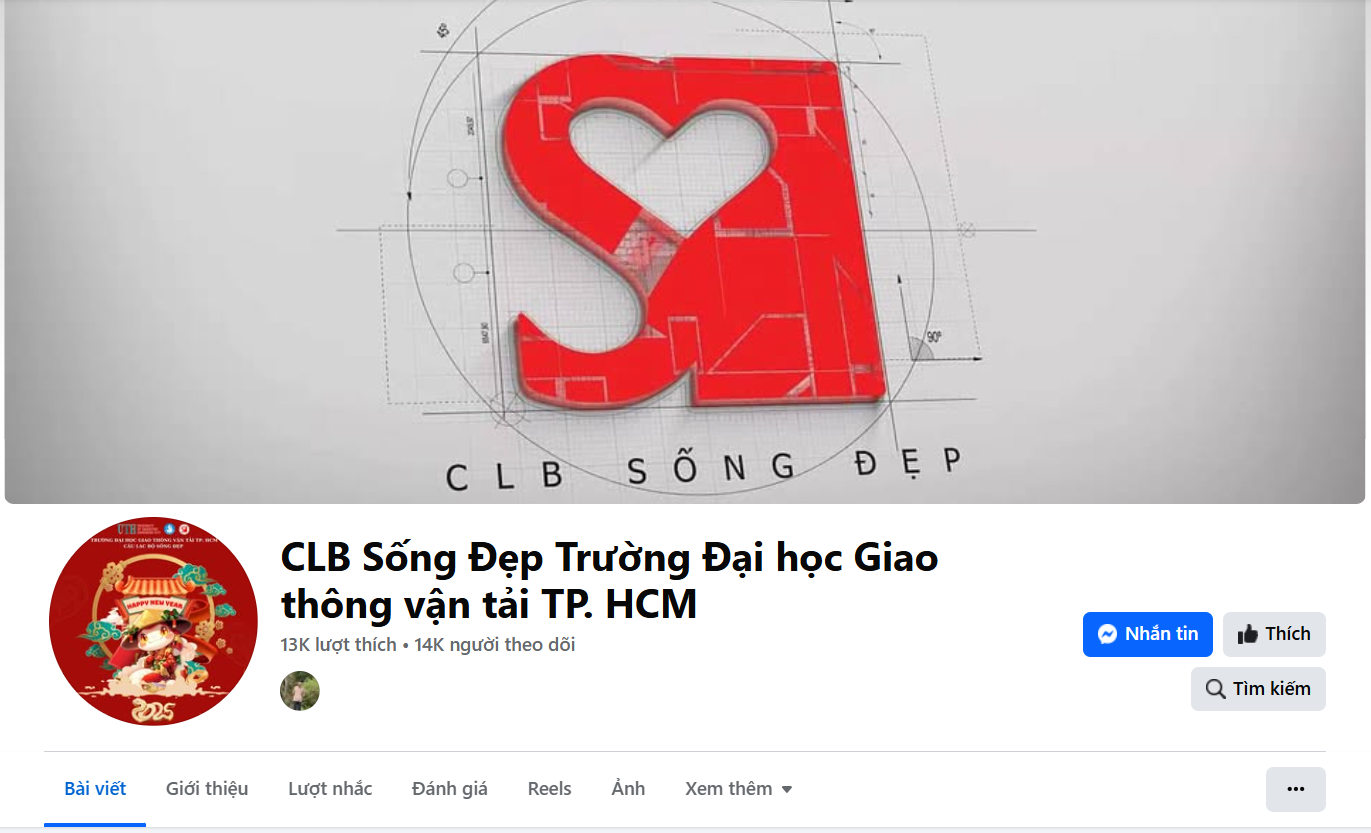 90°
CLB SỐNG ĐẸP
UTH
TRƯỜNG ĐẠI HỌC GIAO THÔNG VẬN TẢI TP. HCM
CÂU LẠC BỘ SỐNG ĐẸP
HAPPY NEW YEAR
2025
CLB Sống Đẹp Trường Đại học Giao
thông vận tải TP. HCM
13K lượt thích • 14K người theo dõi
Nhắn tin
Thích
Tìm kiếm
Bài viết
Giới thiệu
Lượt nhắc
Đánh giá
Reels
Ảnh
Xem thêm